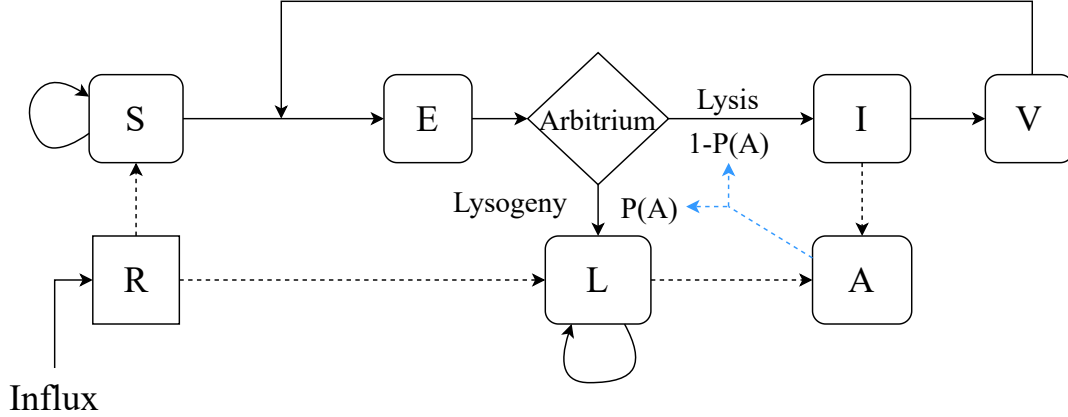 S
E
Arbitrium
Lysis
1-P(A)
I
V
Lysogeny
P(A)
R
L
A
Influx